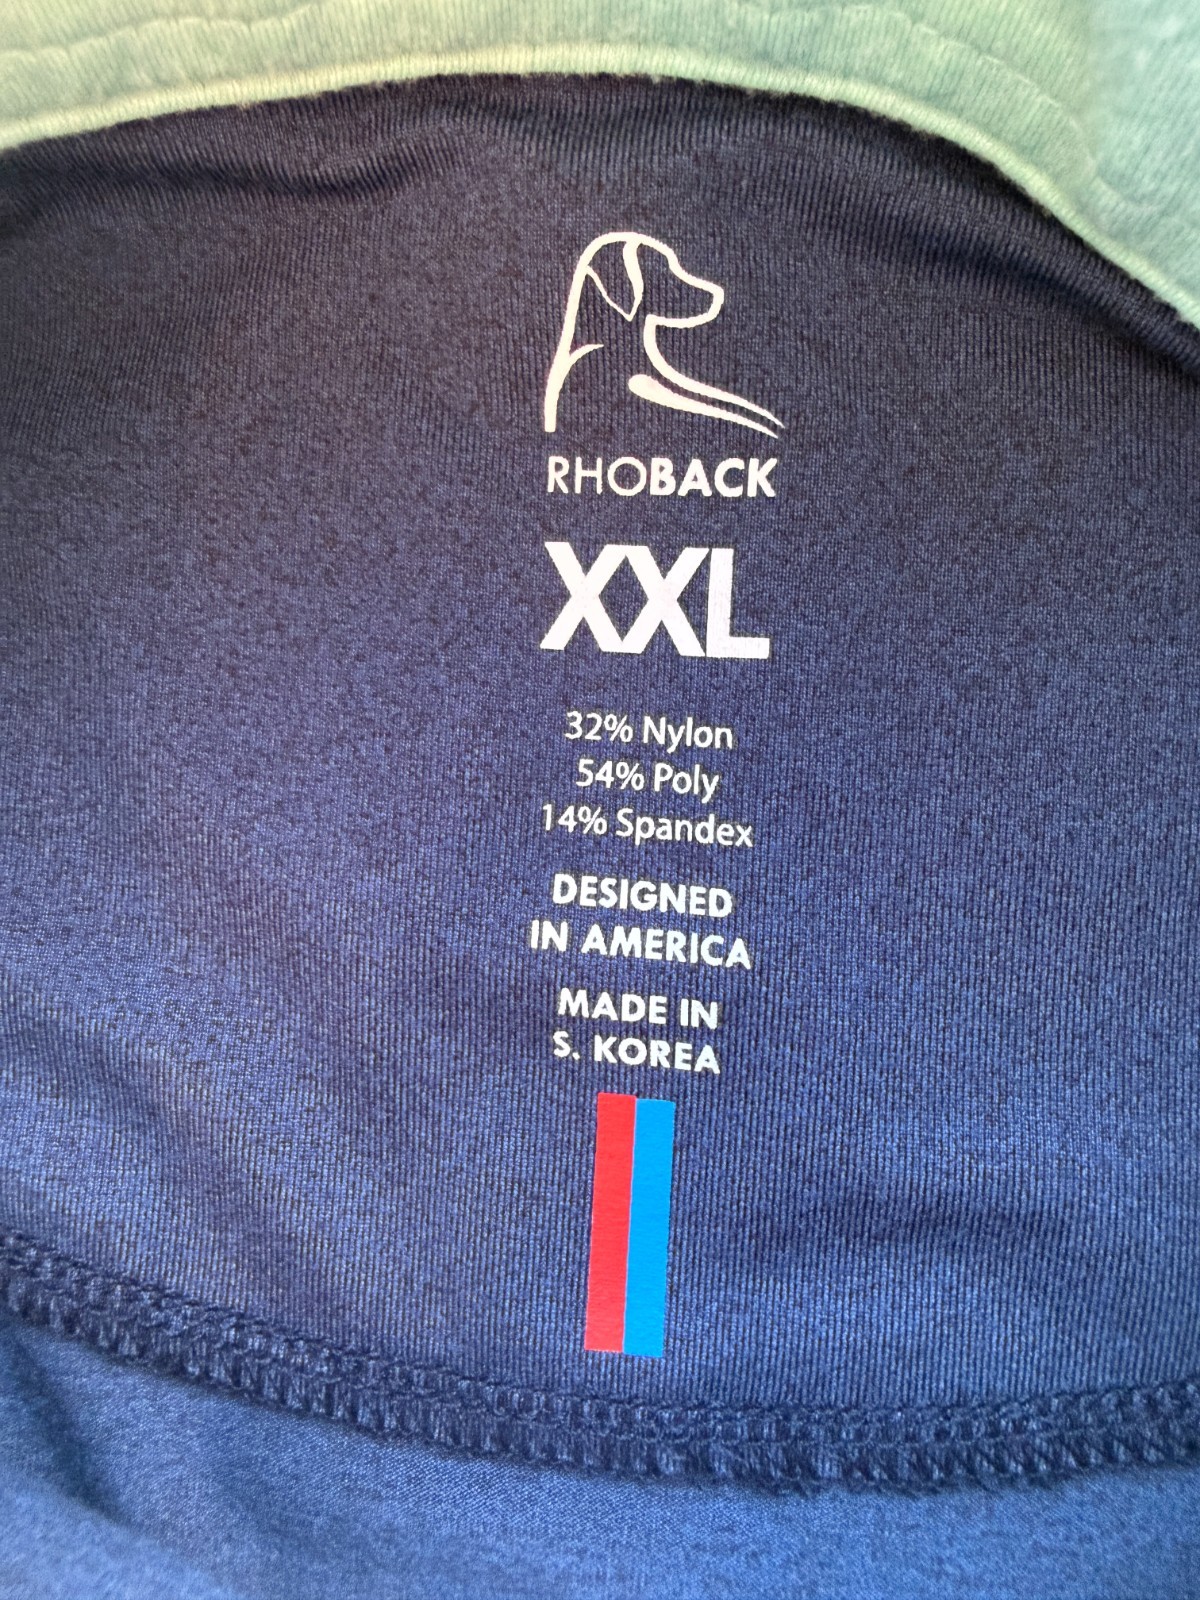 RHOBACK
XXL
32% Nylon
54% Poly
14% Spandex
DESIGNED
IN AMERICA
MADE IN
S. KOREA